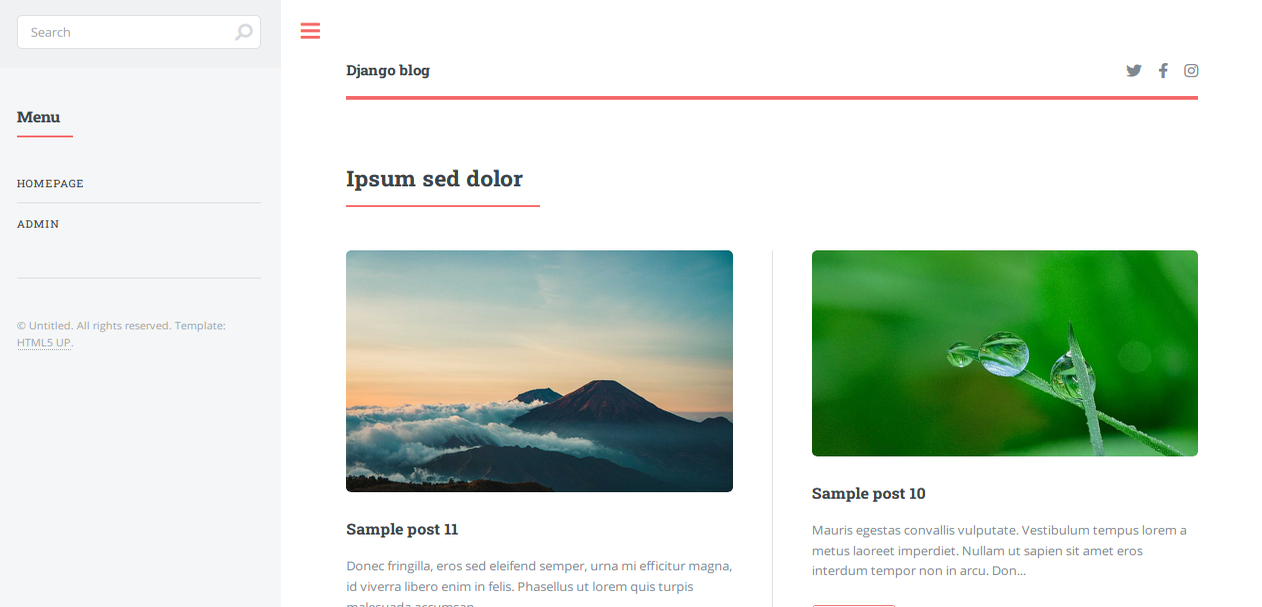 Search
Menu
HOMEPAGE
ADMIN
© Untitled. All rights reserved. Template:
HTML5 UP.
Django blog
Ipsum sed dolor
Sample post 11
Donec fringilla, eros sed eleifend semper, urna mi efficitur magna,
id viverra libero enim in felis. Phasellus ut lorem quis turpis
malesuada accumsan
Sample post 10
Mauris egestas convallis vulputate. Vestibulum tempus lorem a
metus laoreet imperdiet. Nullam ut sapien sit amet eros
interdum tempor non in arcu. Don...